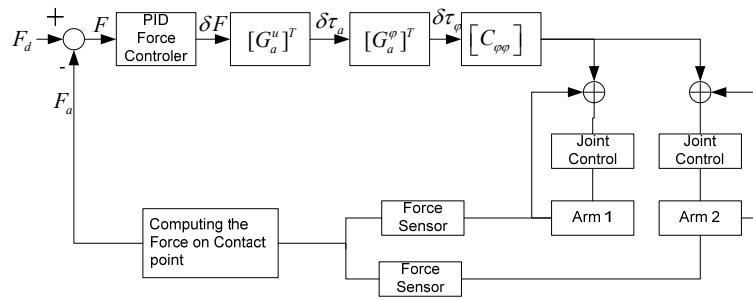 +
F_d
-
F
PID
Force
Controler
δF
[G_a^u]^T
δτ_a
[G_a^φ]^T
δτ_φ
[C_φφ]
F_a
Joint
Control
Joint
Control
Arm 1
Arm 2
Force
Sensor
Computing the
Force on Contact
point
Force
Sensor